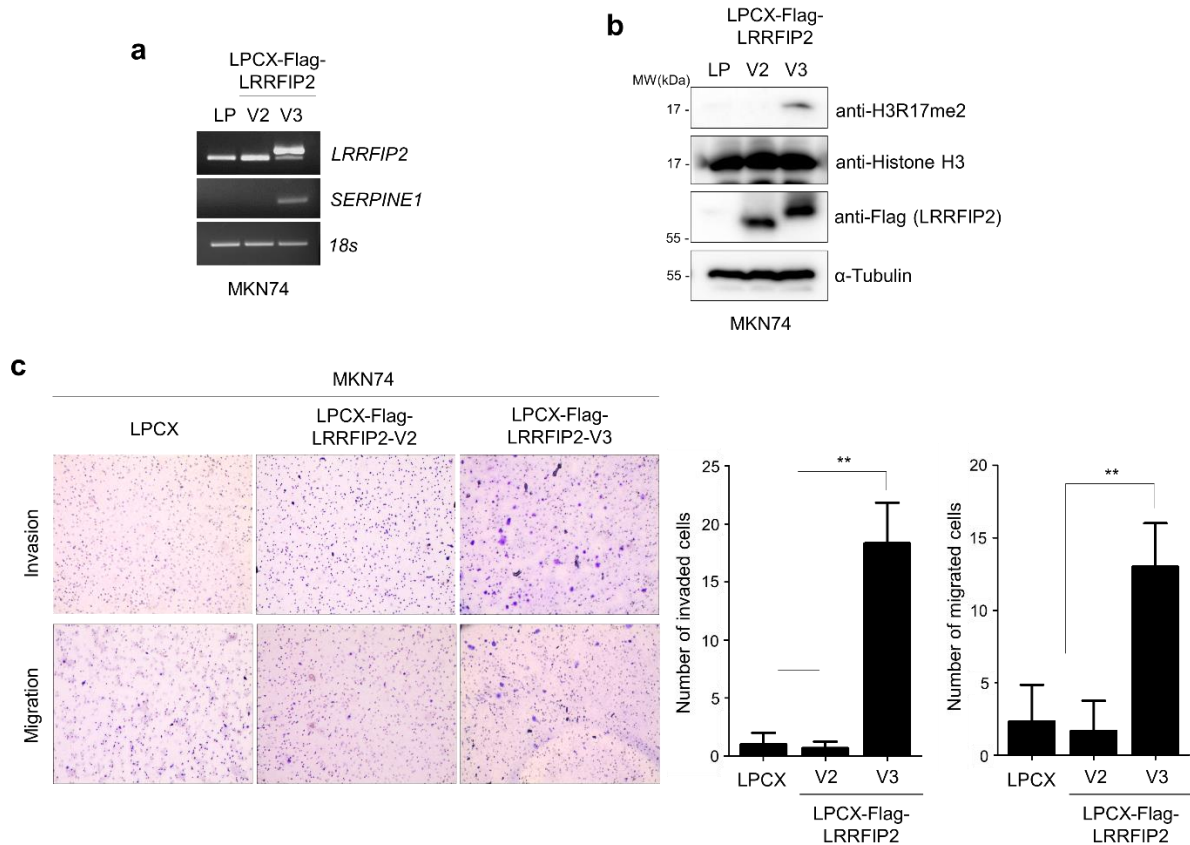 a
LPCX-Flag-
LRRFIP2
LP V2 V3
LRRFIP2
SERPINE1
18s
MKN74
b
LPCX-Flag-
LRRFIP2
MW(kDa) LP V2 V3
17 - anti-H3R17me2
17 - anti-Histone H3
anti-Flag (LRRFIP2)
55 -
55 - α-Tubulin
MKN74
c
MKN74
LPCX
LPCX-Flag-
LRRFIP2-V2
LPCX-Flag-
LRRFIP2-V3
Invasion
Migration
Number of invaded cells
25
20
15
10
5
0
**
LPCX V2 V3
LPCX-Flag-
LRRFIP2
Number of migrated cells
20
15
10
5
0
**
LPCX V2 V3
LPCX-Flag-
LRRFIP2